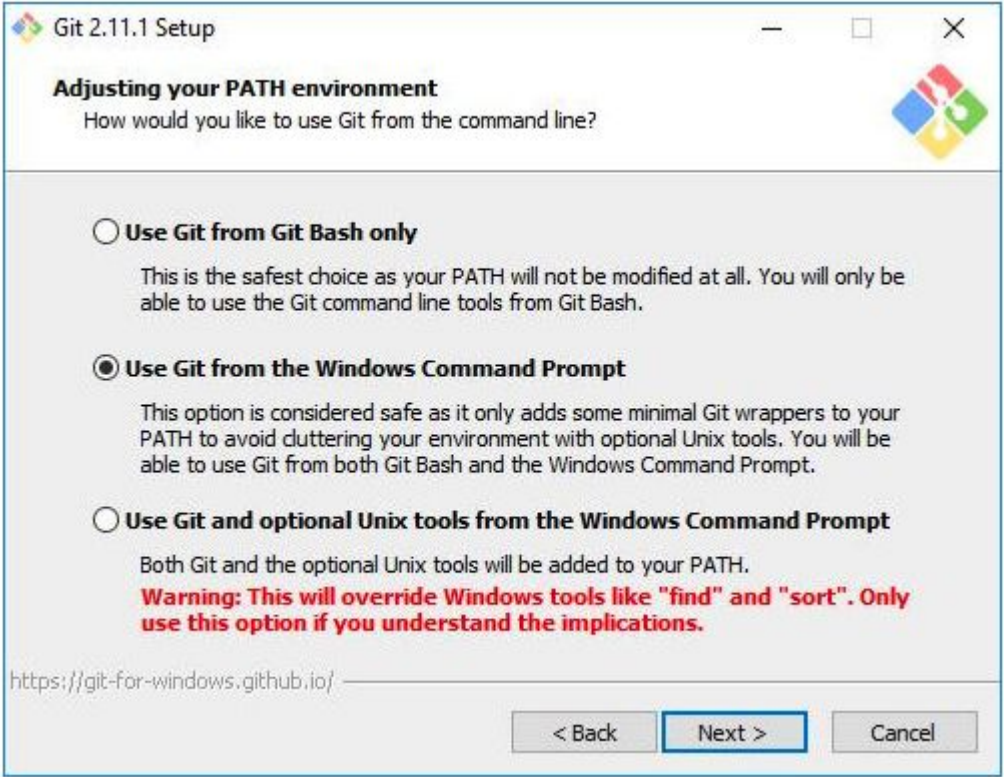 Git 2.11.1 Setup
Adjusting your PATH environment
How would you like to use Git from the command line?
Use Git from Git Bash only
This is the safest choice as your PATH will not be modified at all. You will only be
able to use the Git command line tools from Git Bash.
Use Git from the Windows Command Prompt
This option is considered safe as it only adds some minimal Git wrappers to your
PATH to avoid cluttering your environment with optional Unix tools. You will be
able to use Git from both Git Bash and the Windows Command Prompt.
Use Git and optional Unix tools from the Windows Command Prompt
Both Git and the optional Unix tools will be added to your PATH.
Warning: This will override Windows tools like "find" and "sort". Only
use this option if you understand the implications.
https://git-for-windows.github.io/
< Back Next > Cancel